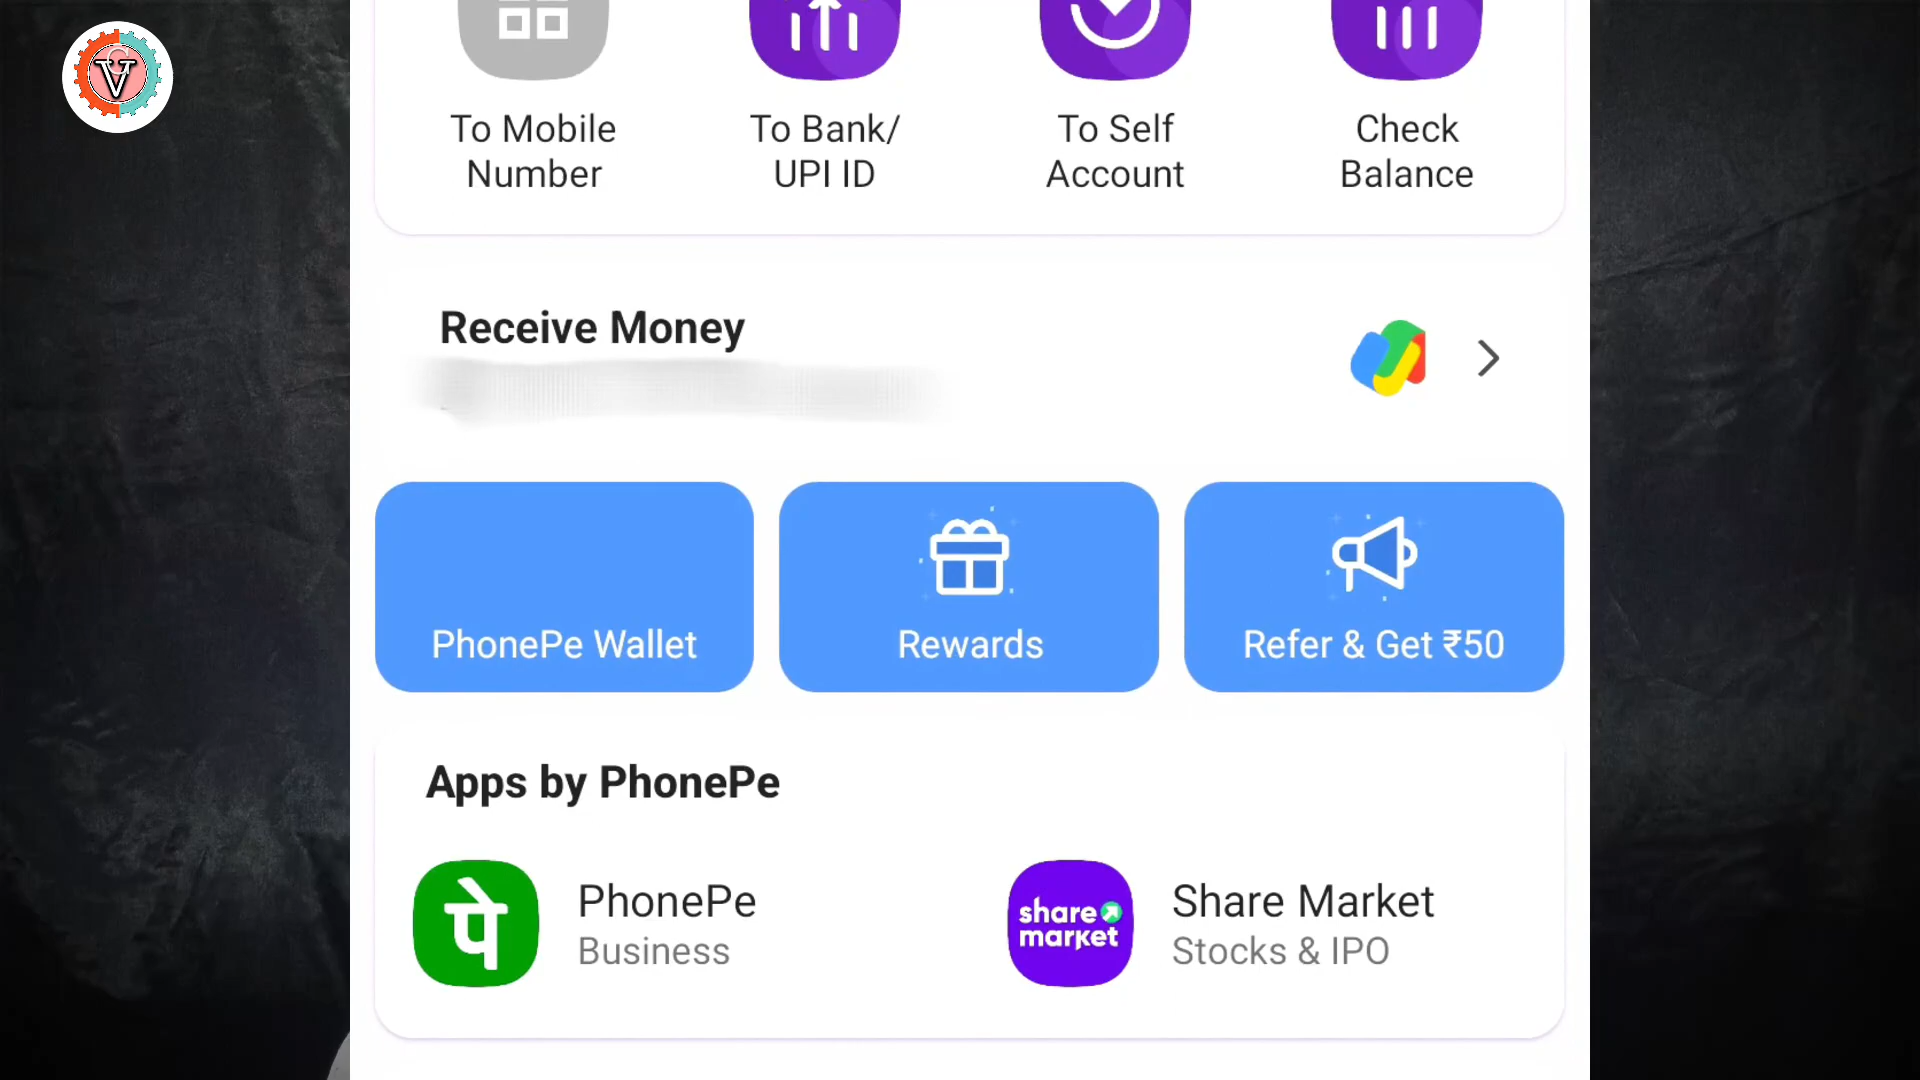 To Mobile
Number
To Bank/
UPI ID
To Self
Account
Check
Balance
Receive Money
PhonePe Wallet
Rewards
Refer & Get ₹50
Apps by PhonePe
पे
PhonePe
Business
share
market
Share Market
Stocks & IPO